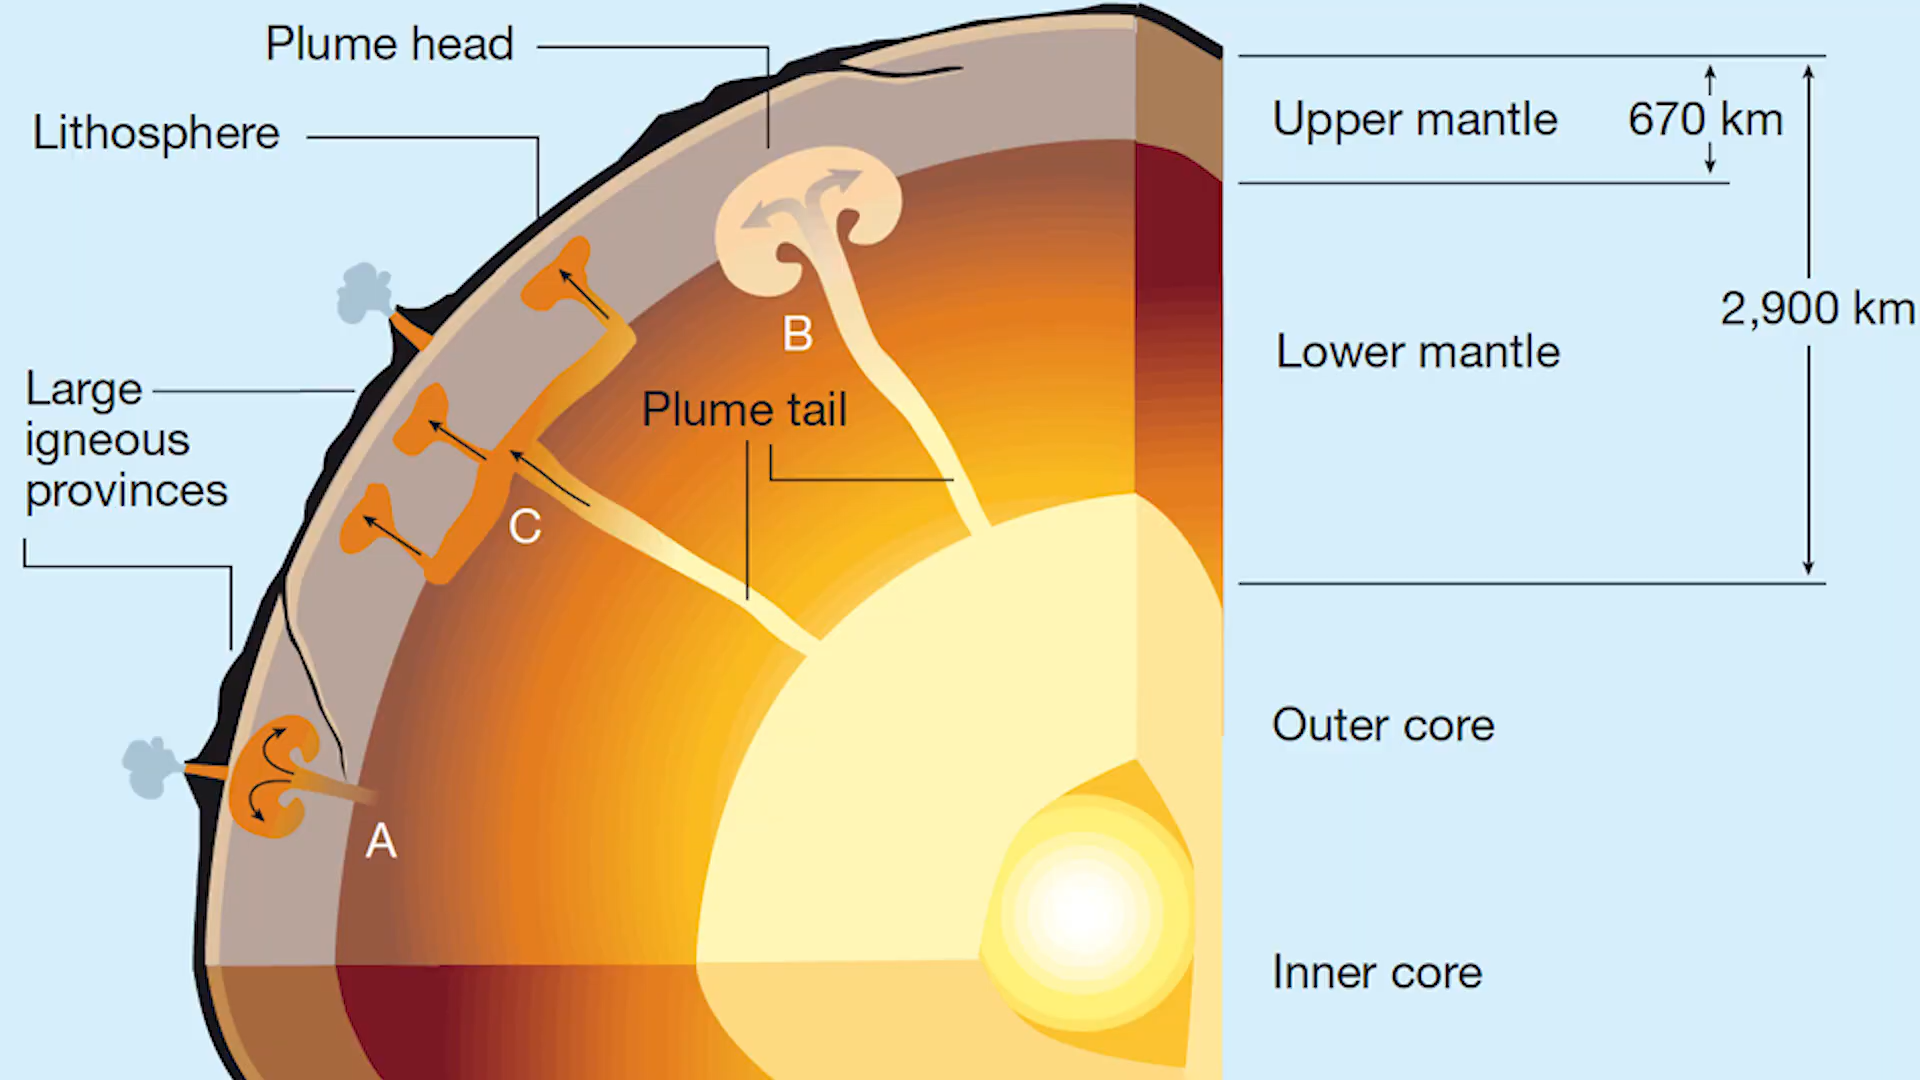 Plume head
Lithosphere
Upper mantle
670 km
2,900 km
B
Lower mantle
Large
igneous
provinces
Plume tail
C
Outer core
A
Inner core